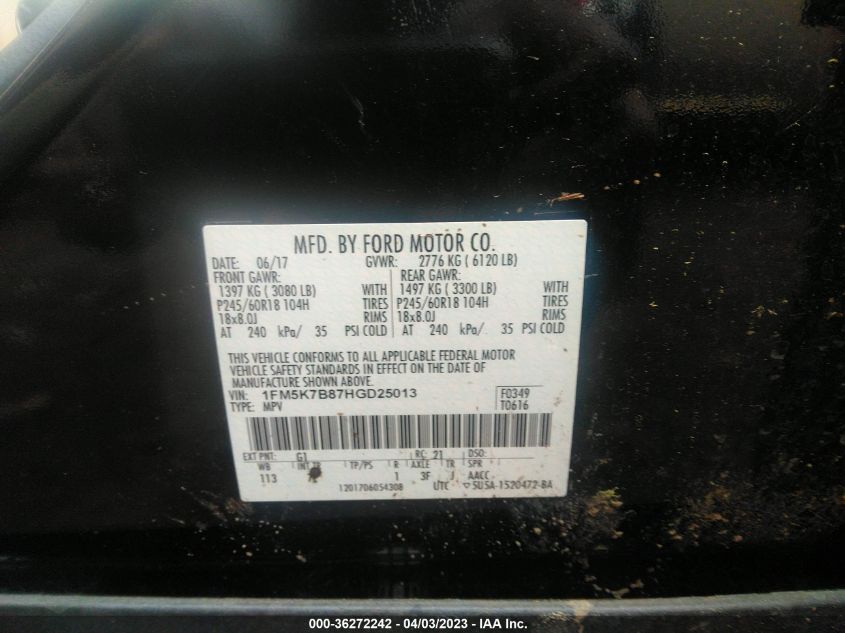 MFD. BY FORD MOTOR CO.
DATE: 06/17 GVWR: 2776 KG ( 6120 LB)
FRONT GAWR: REAR GAWR:
1397 KG ( 3080 LB) WITH 1497 KG ( 3300 LB) WITH
P245/60R18 104H TIRES P245/60R18 104H TIRES
18x8.0J RIMS 18x8.0J RIMS
AT 240 kPa/ 35 PSI COLD AT 240 kPa/ 35 PSI COLD
THIS VEHICLE CONFORMS TO ALL APPLICABLE FEDERAL MOTOR
VEHICLE SAFETY STANDARDS IN EFFECT ON THE DATE OF
MANUFACTURE SHOWN ABOVE.
VIN: 1FM5K7B87HGD25013 F0349
TYPE: MPV T0616
EXT PNT: G1 RC: 21 DSO:
WB INT TR TP/PS R AXLE TR SPR
113 1 3F J AACC
1201706054308 UTC ▽ 5U5A-1520472-BA
000-36272242 - 04/03/2023 - IAA Inc.